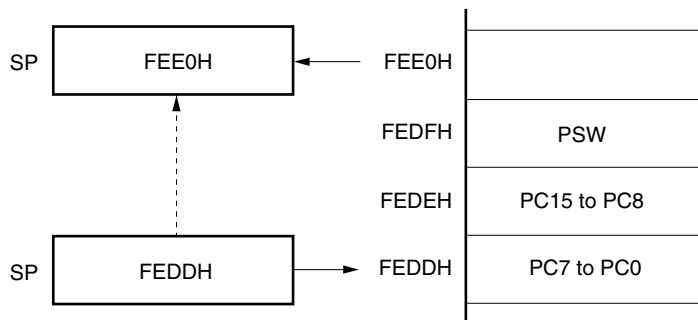 SP FEE0H FEE0H
FEDFH PSW
FEDEH PC15 to PC8
SP FEDDH FEDDH PC7 to PC0